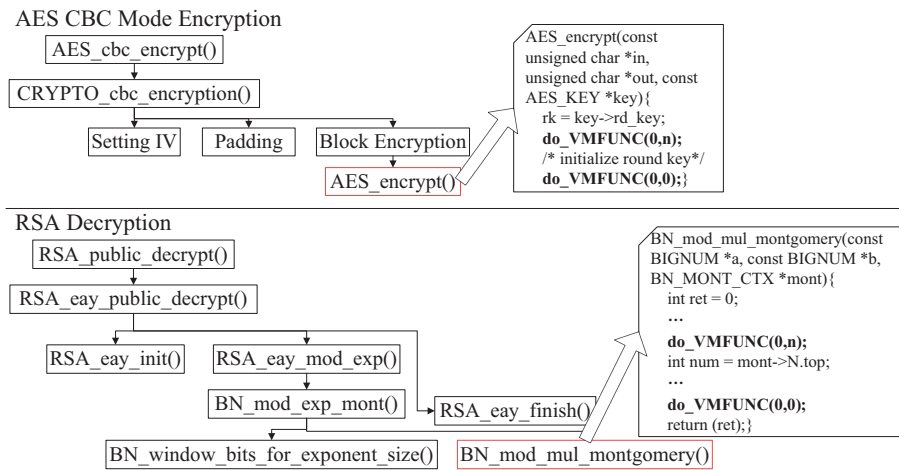 AES CBC Mode Encryption
AES_cbc_encrypt()
CRYPTO_cbc_encryption()
Setting IV
Padding
Block Encryption
AES_encrypt()
AES_encrypt(const
unsigned char *in,
unsigned char *out, const
AES_KEY *key){
rk = key->rd_key;
do_VMFUNC(0,n);
/* initialize round key*/
do_VMFUNC(0,0);}
RSA Decryption
RSA_public_decrypt()
RSA_eay_public_decrypt()
RSA_eay_init()
RSA_eay_mod_exp()
BN_mod_exp_mont()
RSA_eay_finish()
BN_window_bits_for_exponent_size()
BN_mod_mul_montgomery()
BN_mod_mul_montgomery(const
BIGNUM *a, const BIGNUM *b,
BN_MONT_CTX *mont){
int ret = 0;
...
do_VMFUNC(0,n);
int num = mont->N.top;
...
do_VMFUNC(0,0);
return (ret);}